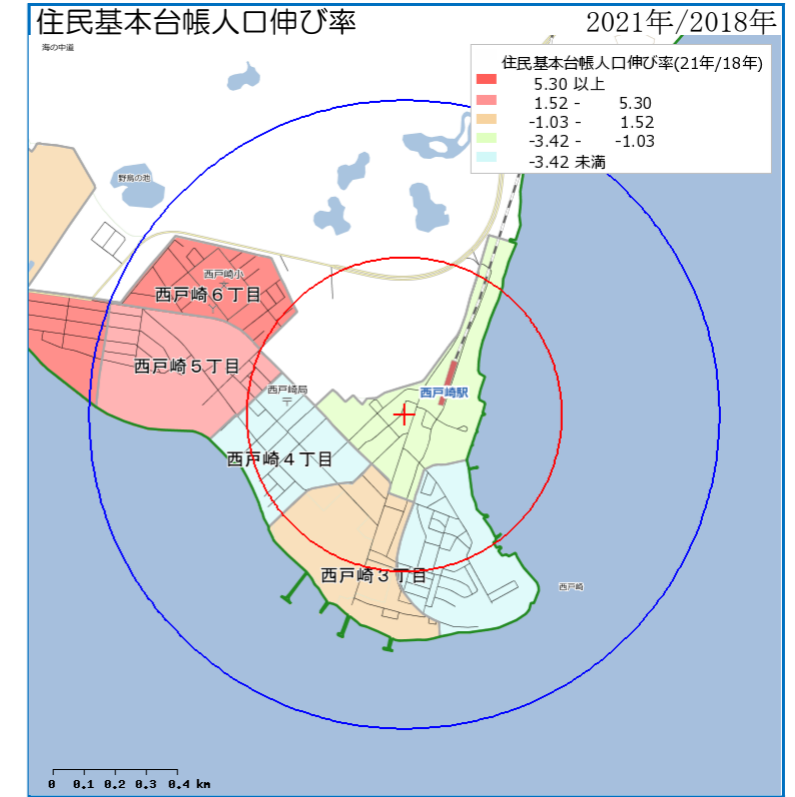 住民基本台帳人口伸び率 2021年/2018年
海の中道
住民基本台帳人口伸び率(21年/18年)
5.30 以上
1.52 - 5.30
-1.03 - 1.52
-3.42 - -1.03
-3.42 未満
野鳥の池
西戸崎小
西戸崎６丁目
西戸崎５丁目
西戸崎局
西戸崎駅
西戸崎４丁目
西戸崎３丁目
西戸崎
0 0.1 0.2 0.3 0.4 km